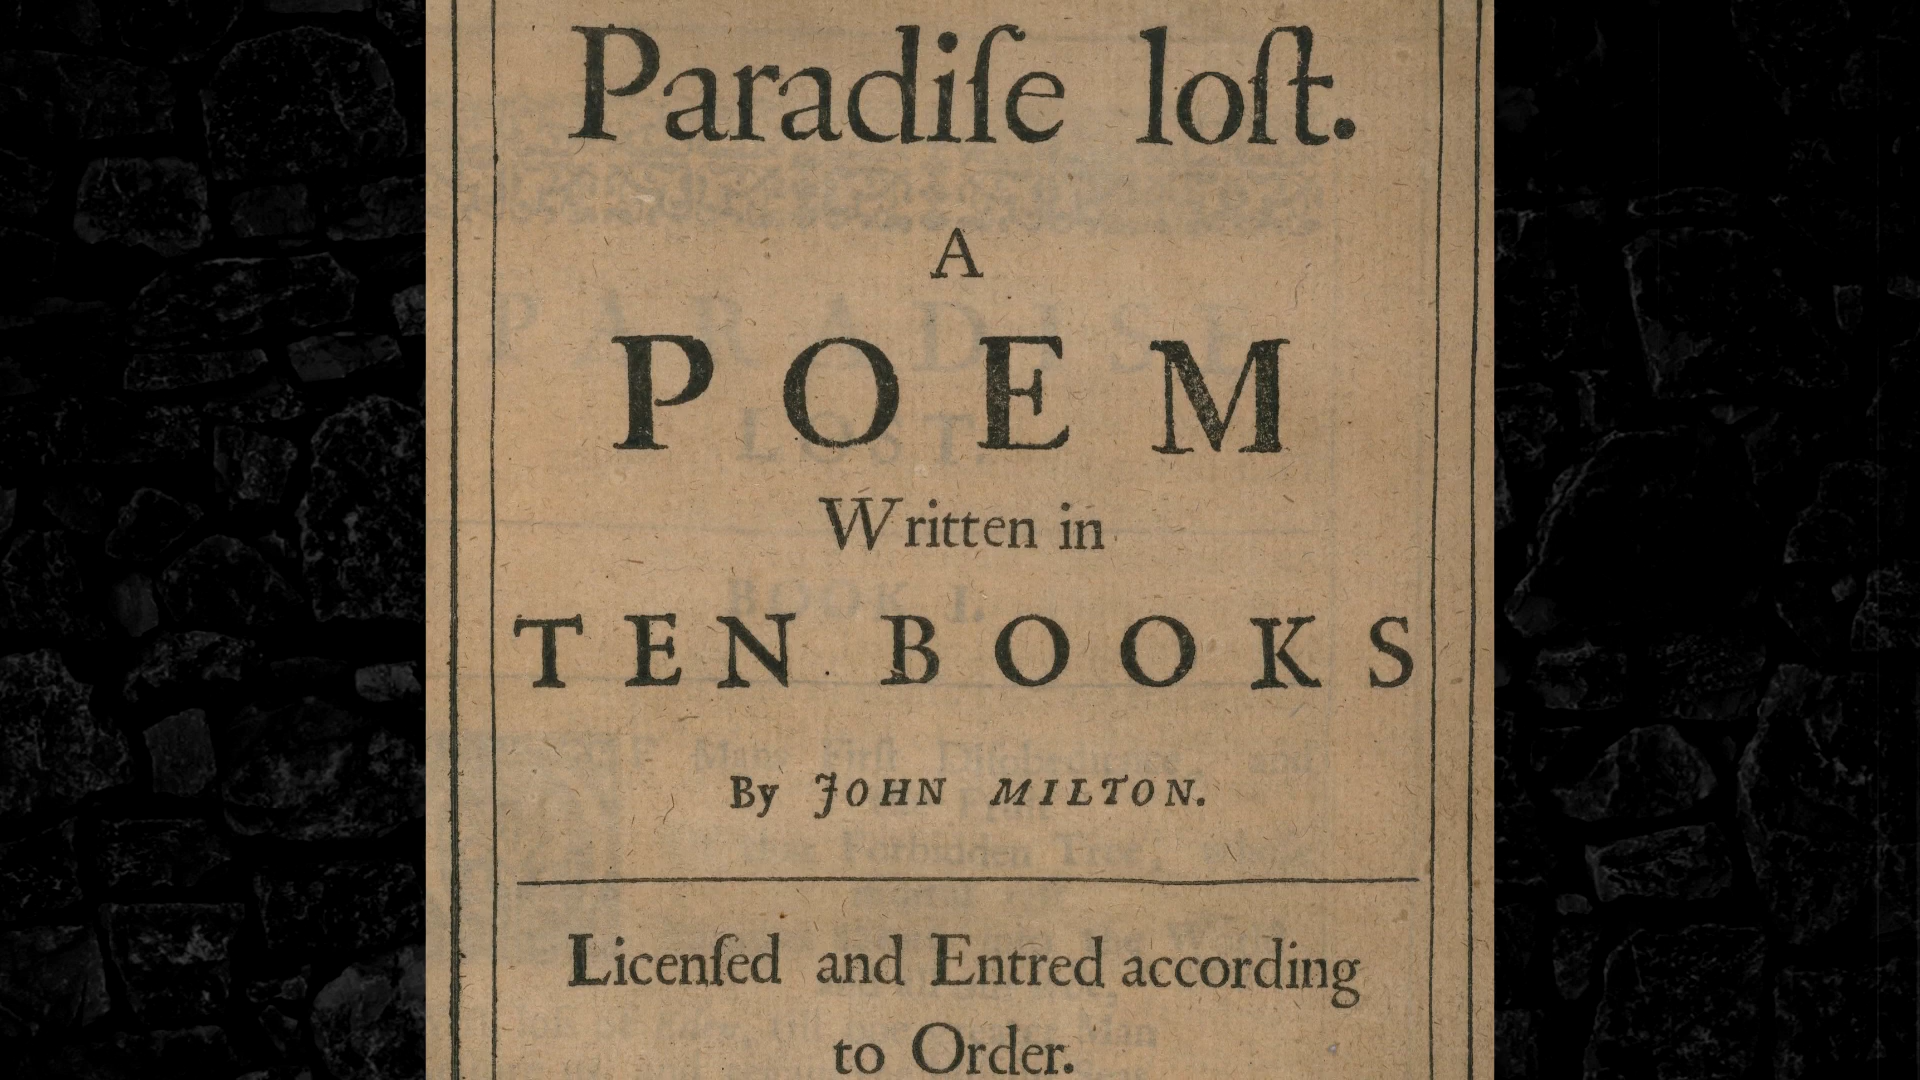 Paradiſe loſt.
A
POEM
Written in
TEN BOOKS
By JOHN MILTON.
Licenſed and Entred according
to Order.